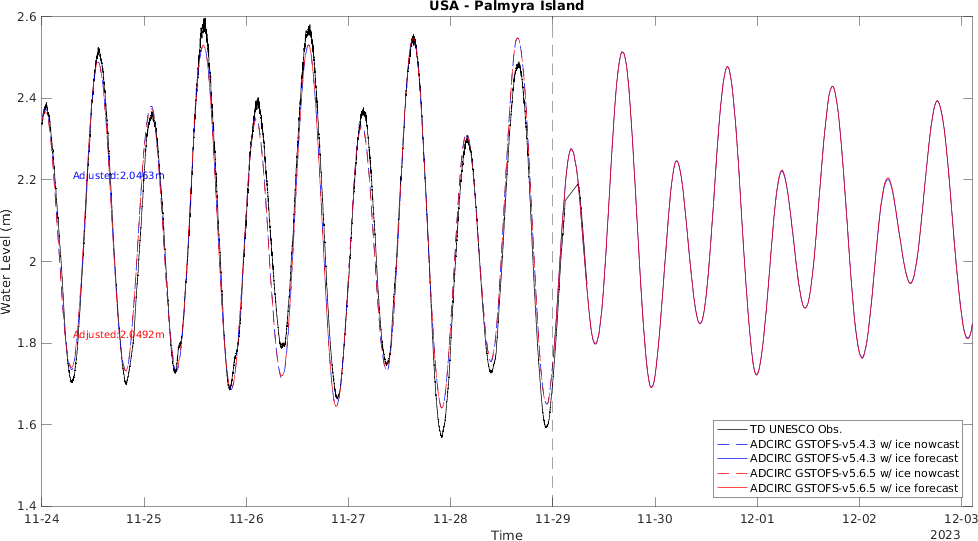 USA - Palmyra Island
2.6
2.4
2.2
2
1.8
1.6
1.4
Water Level (m)
Adjusted:2.0463m
Adjusted:2.0492m
TD UNESCO Obs.
ADCIRC GSTOFS-v5.4.3 w/ ice nowcast
ADCIRC GSTOFS-v5.4.3 w/ ice forecast
ADCIRC GSTOFS-v5.6.5 w/ ice nowcast
ADCIRC GSTOFS-v5.6.5 w/ ice forecast
11-24 11-25 11-26 11-27 11-28 11-29 11-30 12-01 12-02 12-03
Time
2023